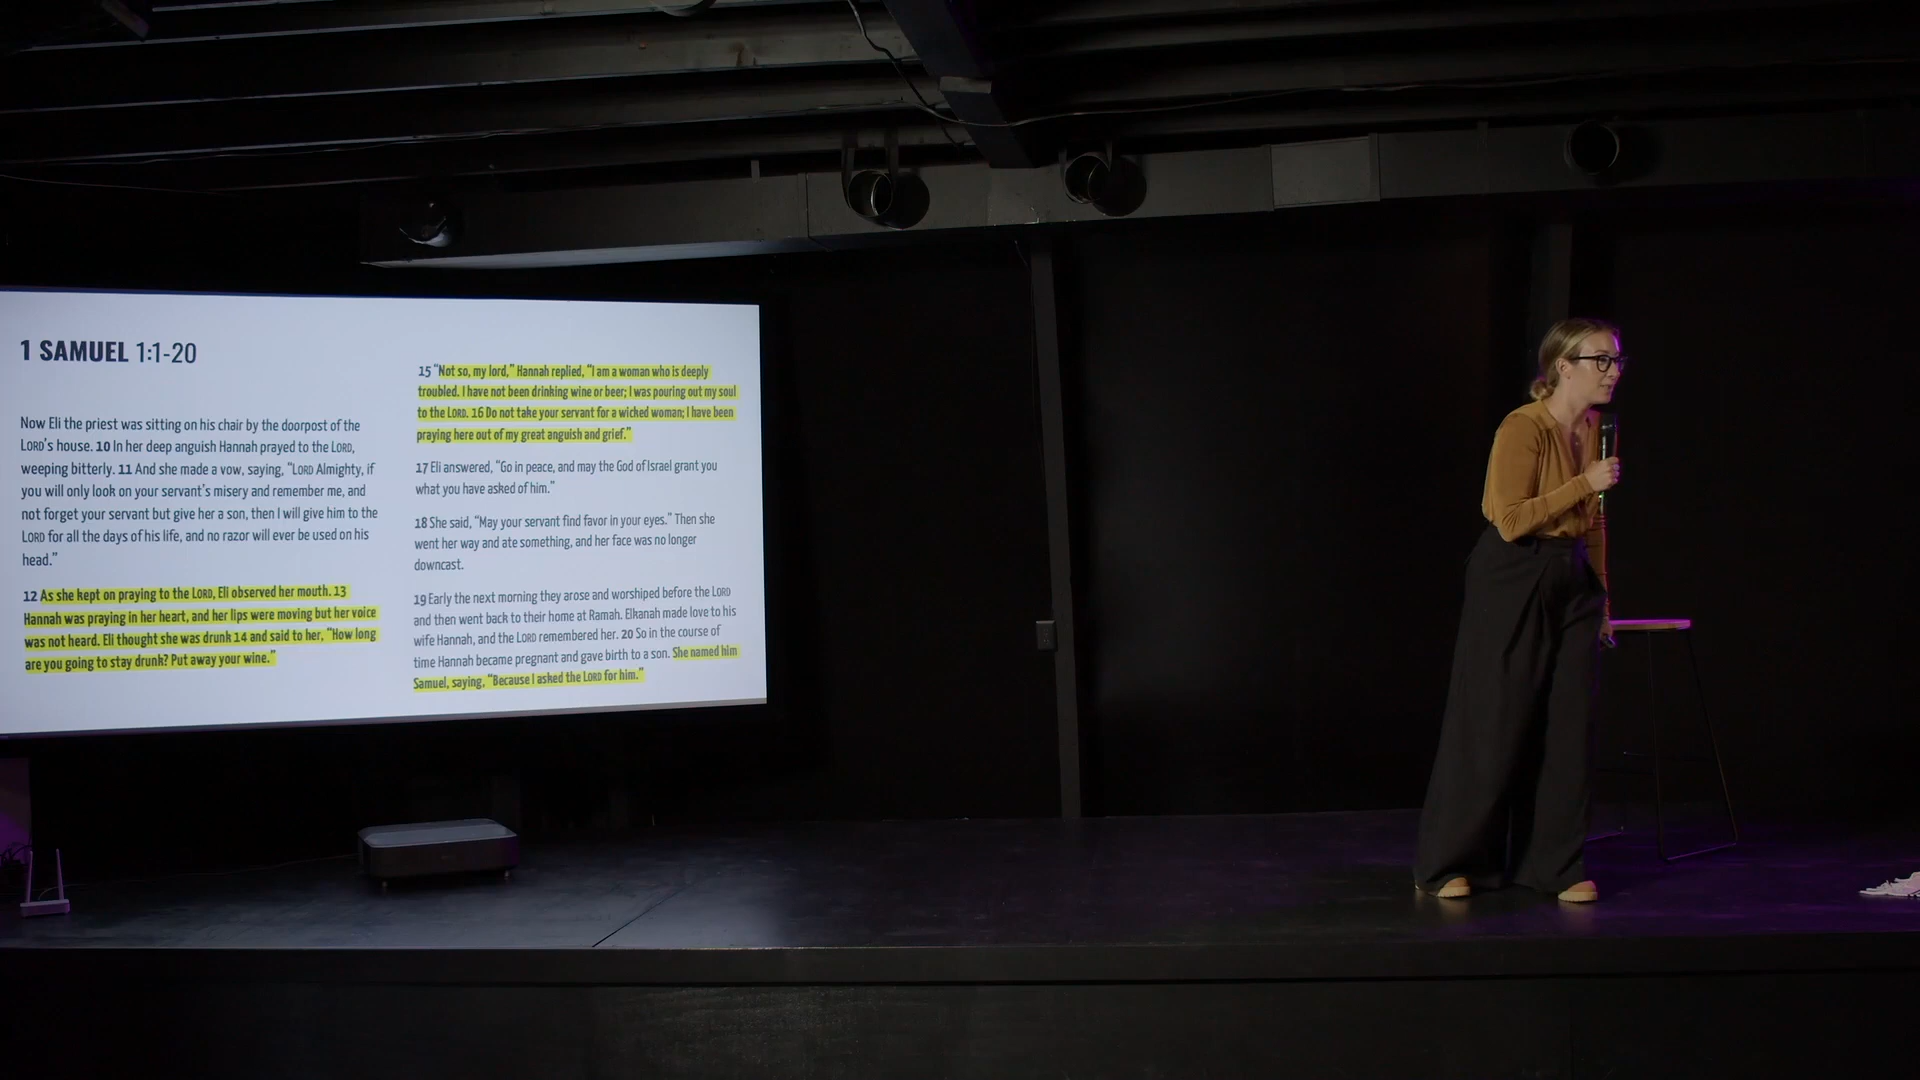 1 SAMUEL 1:1-20
Now Eli the priest was sitting on his chair by the doorpost of the
LORD's house. 10 In her deep anguish Hannah prayed to the LORD,
weeping bitterly. 11 And she made a vow, saying, “LORD Almighty, if
you will only look on your servant's misery and remember me, and
not forget your servant but give her a son, then I will give him to the
LORD for all the days of his life, and no razor will ever be used on his
head.”
12 As she kept on praying to the LORD, Eli observed her mouth. 13
Hannah was praying in her heart, and her lips were moving but her voice
was not heard. Eli thought she was drunk 14 and said to her, “How long
are you going to stay drunk? Put away your wine.”
15 “Not so, my lord,” Hannah replied, “I am a woman who is deeply
troubled. I have not been drinking wine or beer; I was pouring out my soul
to the LORD. 16 Do not take your servant for a wicked woman; I have been
praying here out of my great anguish and grief.”
17 Eli answered, “Go in peace, and may the God of Israel grant you
what you have asked of him.”
18 She said, “May your servant find favor in your eyes.” Then she
went her way and ate something, and her face was no longer
downcast.
19 Early the next morning they arose and worshiped before the LORD
and then went back to their home at Ramah. Elkanah made love to his
wife Hannah, and the LORD remembered her. 20 So in the course of
time Hannah became pregnant and gave birth to a son. She named him
Samuel, saying, “Because I asked the LORD for him.”